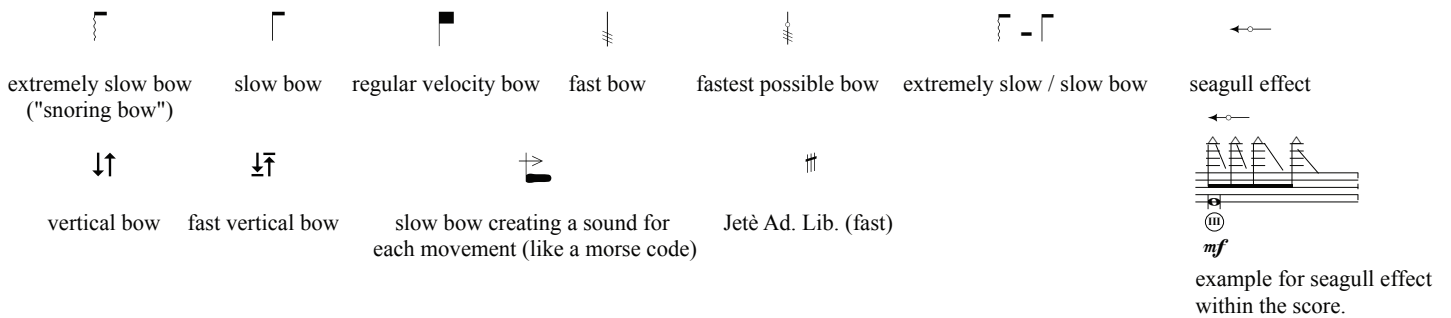 extremely slow bow
("snoring bow")
slow bow
regular velocity bow
fast bow
fastest possible bow
extremely slow / slow bow
seagull effect
vertical bow
fast vertical bow
slow bow creating a sound for
each movement (like a morse code)
Jetè Ad. Lib. (fast)
III
mf
example for seagull effect
within the score.